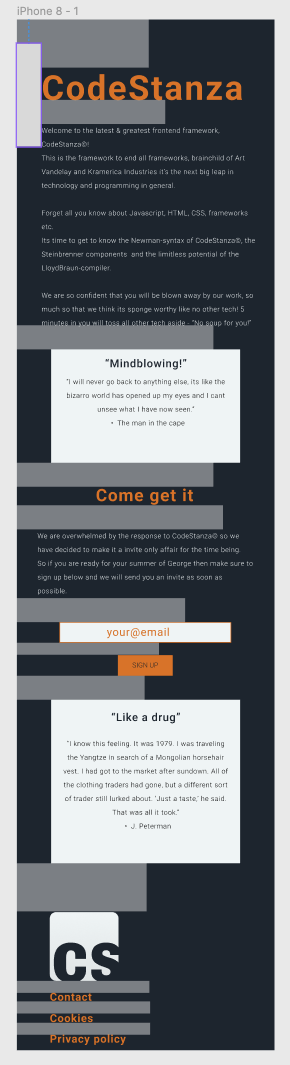 iPhone 8 - 1
CodeStanza
Welcome to the latest & greatest frontend framework,
CodeStanza©!
This is the framework to end all frameworks, brainchild of Art
Vandelay and Kramerica Industries it's the next big leap in
technology and programming in general.
Forget all you know about Javascript, HTML, CSS, frameworks
etc.
Its time to get to know the Newman-syntax of CodeStanza©, the
Steinbrenner components and the limitless potential of the
LloydBraun-compiler.
We are so confident that you will be blown away by our work, so
much so that we think its sponge worthy like no other tech! 5
minutes in you will toss all other tech aside - "No soup for you!"
“Mindblowing!”
“I will never go back to anything else, its like the
bizarro world has opened up my eyes and I cant
unsee what I have now seen.”
• The man in the cape
Come get it
We are overwhelmed by the response to CodeStanza© so we
have decided to make it a invite only affair for the time being.
So if you are ready for your summer of George then make sure to
sign up below and we will send you an invite as soon as
possible.
your@email
SIGN UP
“Like a drug”
“I know this feeling. It was 1979. I was traveling
the Yangtze in search of a Mongolian horsehair
vest. I had got to the market after sundown. All of
the clothing traders had gone, but a different sort
of trader still lurked about. ‘Just a taste,’ he said.
That was all it took.”
• J. Peterman
CS
Contact
Cookies
Privacy policy